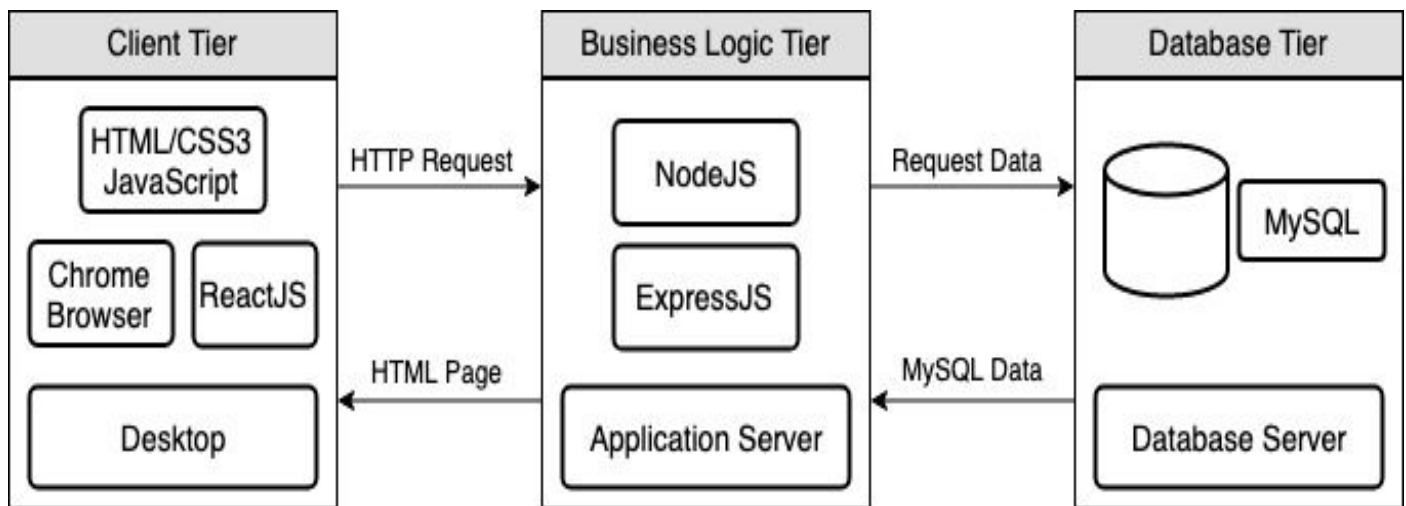 Client Tier
HTML/CSS3
JavaScript
Chrome
Browser
ReactJS
Desktop
HTTP Request
HTML Page
Business Logic Tier
NodeJS
ExpressJS
Application Server
Request Data
MySQL Data
Database Tier
MySQL
Database Server